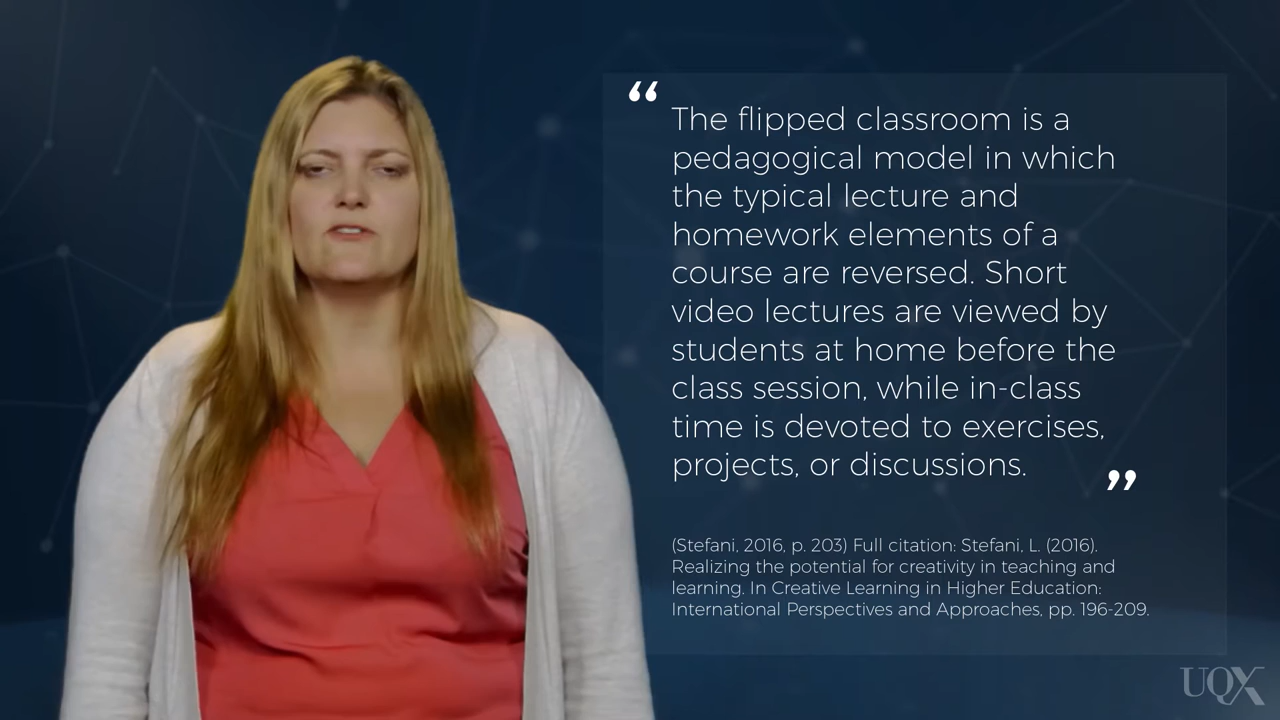 “ The flipped classroom is a
pedagogical model in which
the typical lecture and
homework elements of a
course are reversed. Short
video lectures are viewed by
students at home before the
class session, while in-class
time is devoted to exercises,
projects, or discussions. ”
(Stefani, 2016, p. 203) Full citation: Stefani, L. (2016).
Realizing the potential for creativity in teaching and
learning. In Creative Learning in Higher Education:
International Perspectives and Approaches, pp. 196-209.
UQX